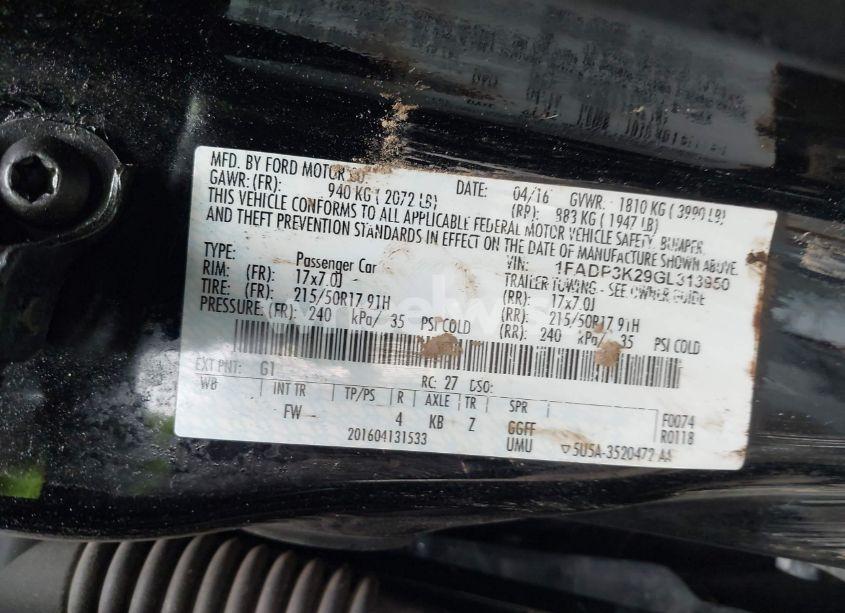 MFD. BY FORD MOTOR CO.
DATE: 04/16 GVWR: 1810 KG ( 3990 LB)
GAWR: (FR): 940 KG ( 2072 LB) (RR): 883 KG ( 1947 LB)
THIS VEHICLE CONFORMS TO ALL APPLICABLE FEDERAL MOTOR VEHICLE SAFETY, BUMPER,
AND THEFT PREVENTION STANDARDS IN EFFECT ON THE DATE OF MANUFACTURE SHOWN ABOVE.
VIN: 1FADP3K29GL313950
TYPE: Passenger Car TRAILER TOWING - SEE OWNER GUIDE
RIM: (FR): 17x7.0J (RR): 17x7.0J
TIRE: (FR): 215/50R17 91H (RR): 215/50R17 91H
PRESSURE: (FR): 240 kPa/ 35 PSI COLD (RR): 240 kPa/ 35 PSI COLD
EXT PNT: G1 RC: 27 DSO:
WB INT TR TP/PS R AXLE TR SPR
FW 4 KB Z GGFF F0074
201604131533 UMU R0118
▽5U5A-3520472-AA